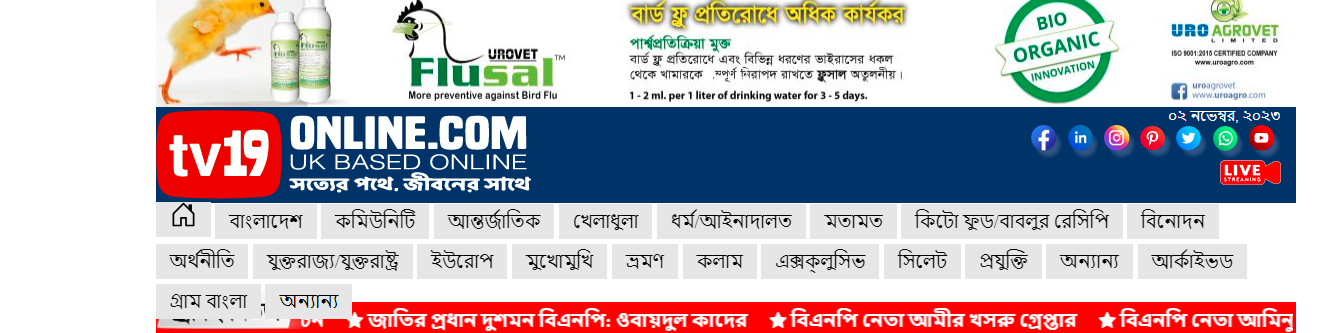 বার্ড ফ্লু প্রতিরোধে অধিক কার্যকর
পার্শ্বপ্রতিক্রিয়া মুক্ত
UROVET
Flusal™
More preventive against Bird Flu
বার্ড ফ্লু প্রতিরোধে এবং বিভিন্ন ধরণের ভাইরাসের ধকল
থেকে খামারকে নিরাপদ রাখতে ফ্লুসাল অতুলনীয়।
1 - 2 ml. per 1 liter of drinking water for 3 - 5 days.
BIO
ORGANIC
INNOVATION
URO AGROVET
LIMITED
ISO 9001:2015 CERTIFIED COMPANY
www.uroagro.com
uroagrovet
www.uroagro.com
tv19 ONLINE.COM
UK BASED ONLINE
সত্যের পথে, জীবনের সাথে
০২ নভেম্বর, ২০২৩
LIVE
STREAMING
বাংলাদেশ কমিউনিটি আন্তর্জাতিক খেলাধুলা ধর্ম/আইনাদালত মতামত কিটো ফুড/বাবলুর রেসিপি বিনোদন
অর্থনীতি যুক্তরাজ্য/যুক্তরাষ্ট্র ইউরোপ মুখোমুখি ভ্রমণ কলাম এক্সক্লুসিভ সিলেট প্রযুক্তি অন্যান্য আর্কাইভড
গ্রাম বাংলা অন্যান্য
★ জাতির প্রধান দুশমন বিএনপি: ওবায়দুল কাদের ★ বিএনপি নেতা আমীর খসরু গ্রেপ্তার ★ বিএনপি নেতা আমিনু